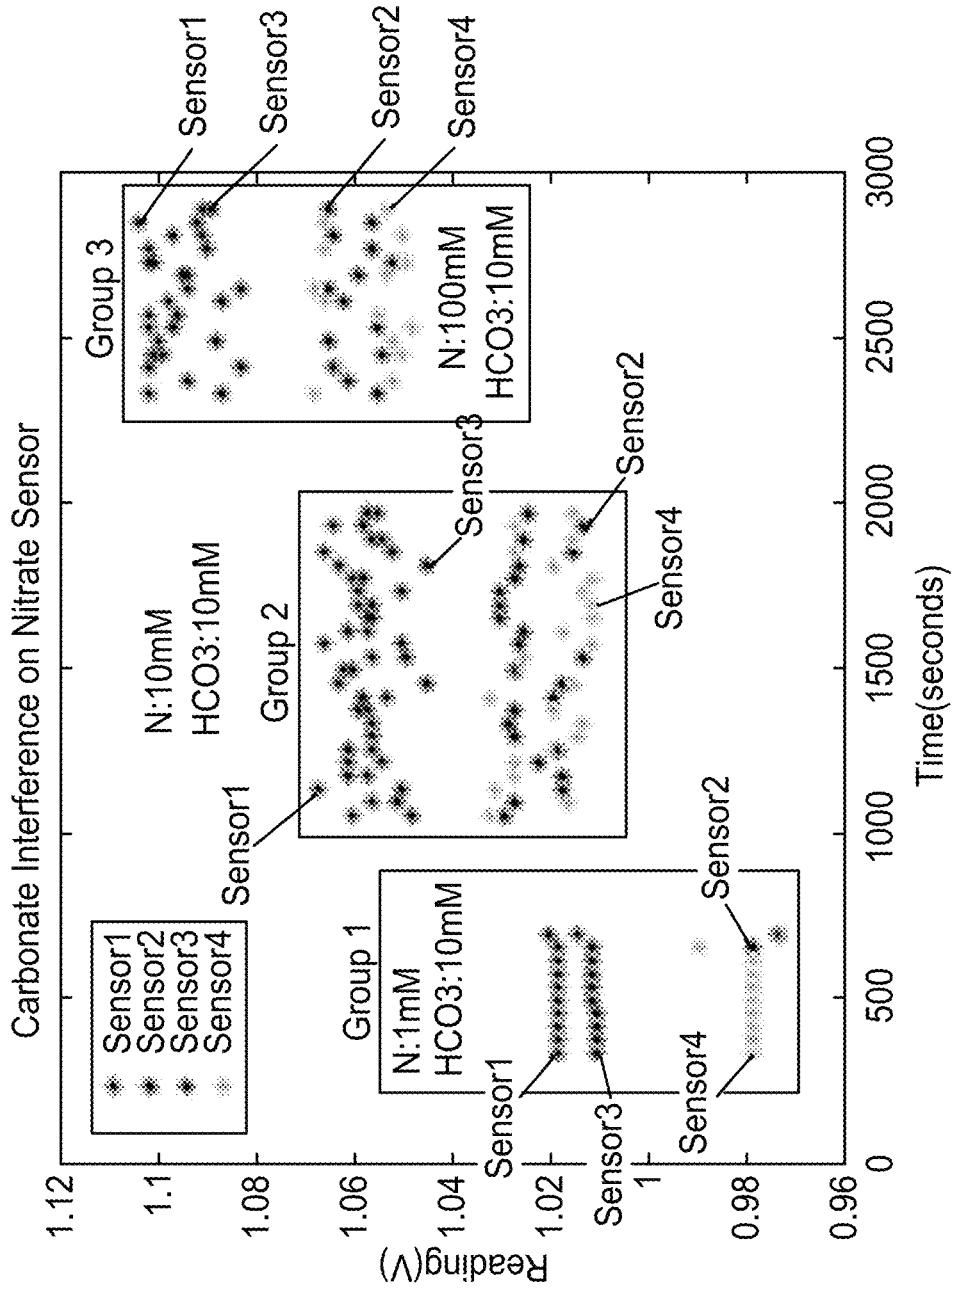 Carbonate Interference on Nitrate Sensor
Sensor1
Sensor2
Sensor3
Sensor4
Group 1
N:1mM
HCO3:10mM
Sensor1
Sensor3
Sensor4
Sensor2
N:10mM
HCO3:10mM
Group 2
Sensor1
Sensor3
Sensor2
Sensor4
Group 3
N:100mM
HCO3:10mM
Sensor1
Sensor3
Sensor2
Sensor4
1.12
1.1
1.08
1.06
1.04
1.02
1
0.98
0.96
Reading(V)
0
500
1000
1500
2000
2500
3000
Time(seconds)